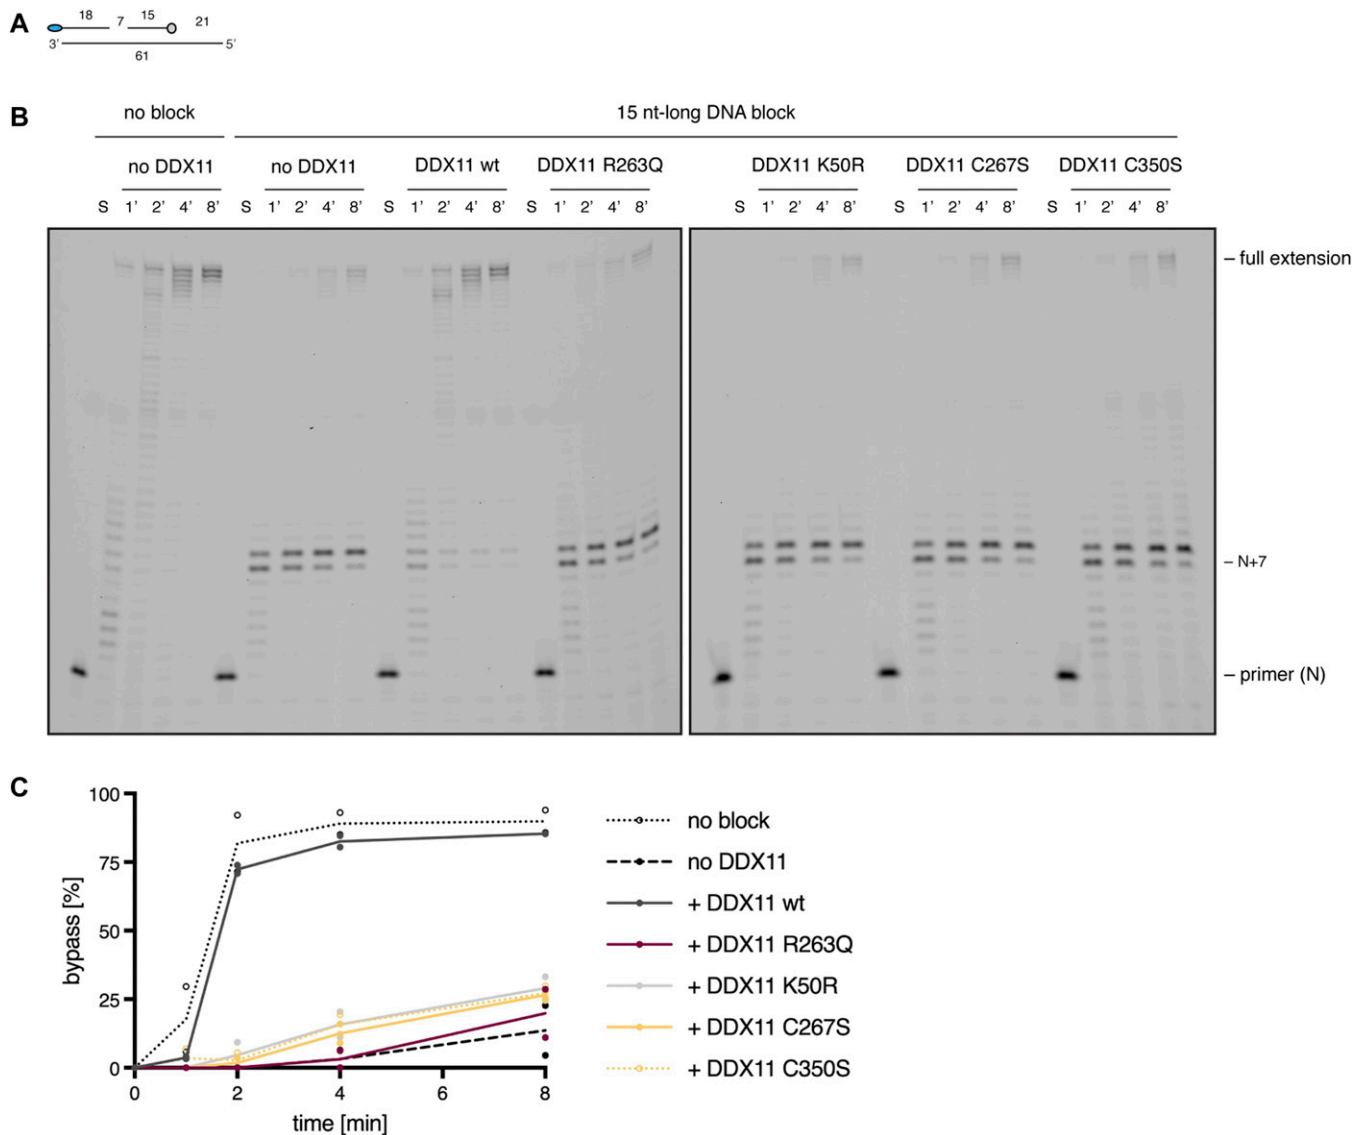 A
18 7 15 21
3' 5'
61
B
no block 15 nt-long DNA block
no DDX11 no DDX11 DDX11 wt DDX11 R263Q DDX11 K50R DDX11 C267S DDX11 C350S
S 1' 2' 4' 8' S 1' 2' 4' 8' S 1' 2' 4' 8' S 1' 2' 4' 8' S 1' 2' 4' 8' S 1' 2' 4' 8' S 1' 2' 4' 8'
– full extension
– N+7
– primer (N)
C
100
75
50
25
0
bypass [%]
0 2 4 6 8
time [min]
no block
no DDX11
+ DDX11 wt
+ DDX11 R263Q
+ DDX11 K50R
+ DDX11 C267S
+ DDX11 C350S